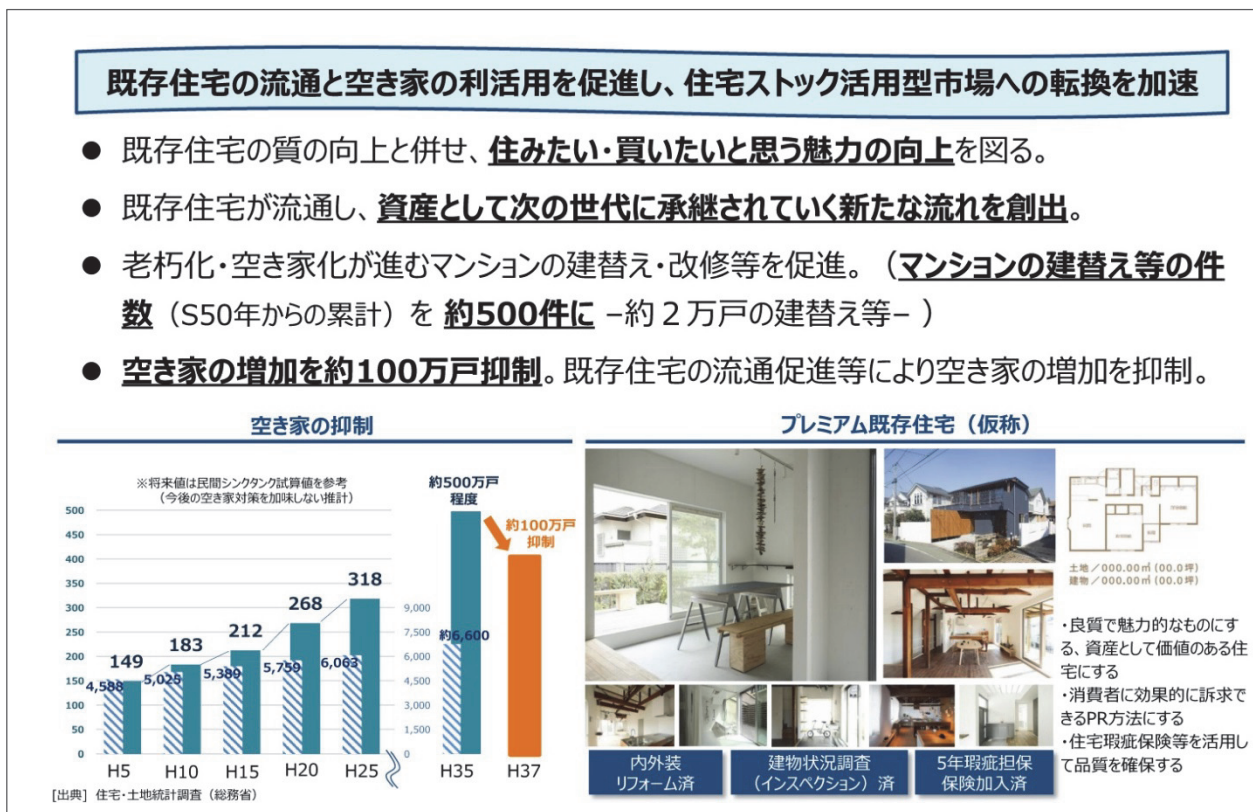 既存住宅の流通と空き家の利活用を促進し、住宅ストック活用型市場への転換を加速
● 既存住宅の質の向上と併せ、住みたい・買いたいと思う魅力の向上を図る。
● 既存住宅が流通し、資産として次の世代に承継されていく新たな流れを創出。
● 老朽化・空き家化が進むマンションの建替え・改修等を促進。（マンションの建替え等の件
数（S50年からの累計）を 約500件に －約２万戸の建替え等－ ）
● 空き家の増加を約100万戸抑制。既存住宅の流通促進等により空き家の増加を抑制。
空き家の抑制
※将来値は民間シンクタンク試算値を参考
（今後の空き家対策を加味しない推計）
約500万戸
程度
約100万戸
抑制
500
450
400
350
300
250
200
150
100
50
0
149
183
212
268
318
4,588
5,025
5,389
5,759
6,063
約6,600
9,000
7,500
6,000
4,500
3,000
1,500
0
H5
H10
H15
H20
H25
H35
H37
[出典] 住宅・土地統計調査（総務省）
プレミアム既存住宅（仮称）
土地／000.00㎡(00.0坪)
建物／000.00㎡(00.0坪)
・良質で魅力的なものにす
る、資産として価値のある住
宅にする
・消費者に効果的に訴求で
きるPR方法にする
・住宅瑕疵保険等を活用し
て品質を確保する
内外装
リフォーム済
建物状況調査
（インスペクション）済
5年瑕疵担保
保険加入済